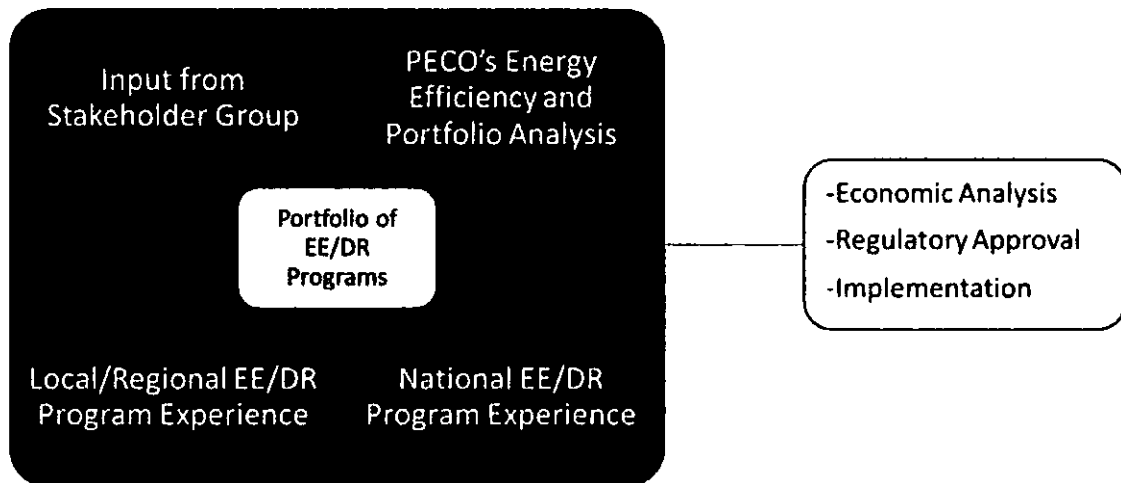 Input from
Stakeholder Group
PECO's Energy
Efficiency and
Portfolio Analysis
Portfolio of
EE/DR
Programs
Local/Regional EE/DR
Program Experience
National EE/DR
Program Experience
-Economic Analysis
-Regulatory Approval
-Implementation